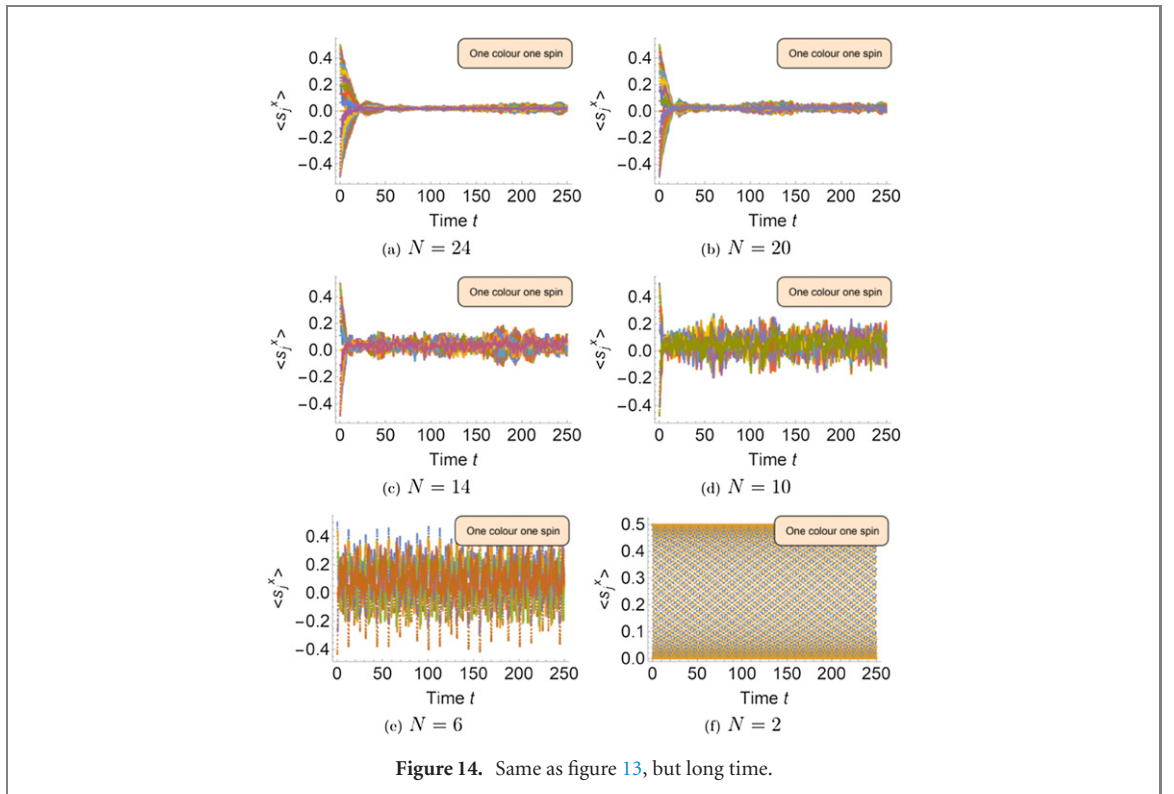 One colour one spin
One colour one spin
<s_j^x>
0.4
0.2
0.0
−0.2
−0.4
0 50 100 150 200 250
Time t
<s_j^x>
0.4
0.2
0.0
−0.2
−0.4
0 50 100 150 200 250
Time t
(a) N = 24
(b) N = 20
One colour one spin
One colour one spin
<s_j^x>
0.4
0.2
0.0
−0.2
−0.4
0 50 100 150 200 250
Time t
<s_j^x>
0.4
0.2
0.0
−0.2
−0.4
0 50 100 150 200 250
Time t
(c) N = 14
(d) N = 10
One colour one spin
One colour one spin
<s_j^x>
0.4
0.2
0.0
−0.2
−0.4
0 50 100 150 200 250
Time t
<s_j^x>
0.5
0.4
0.3
0.2
0.1
0.0
0 50 100 150 200 250
Time t
(e) N = 6
(f) N = 2
Figure 14. Same as figure 13, but long time.